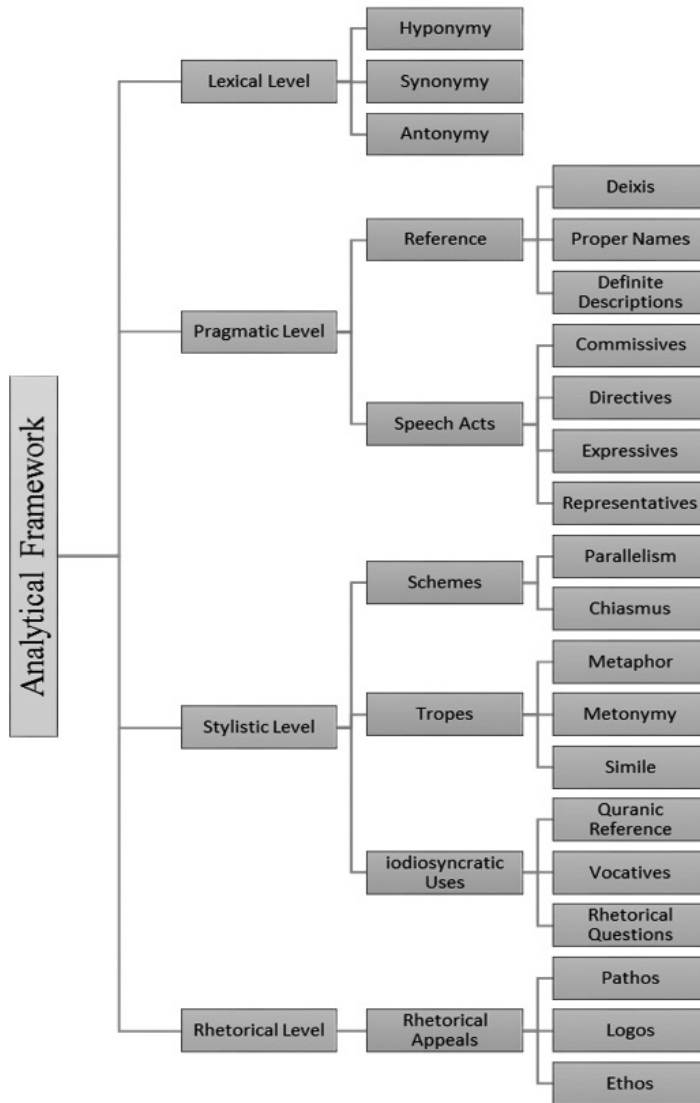 Analytical Framework
Lexical Level
Hyponymy
Synonymy
Antonymy
Pragmatic Level
Reference
Deixis
Proper Names
Definite
Descriptions
Speech Acts
Commissives
Directives
Expressives
Representatives
Stylistic Level
Schemes
Parallelism
Chiasmus
Tropes
Metaphor
Metonymy
Simile
iodiosyncratic
Uses
Quranic
Reference
Vocatives
Rhetorical
Questions
Rhetorical Level
Rhetorical
Appeals
Pathos
Logos
Ethos